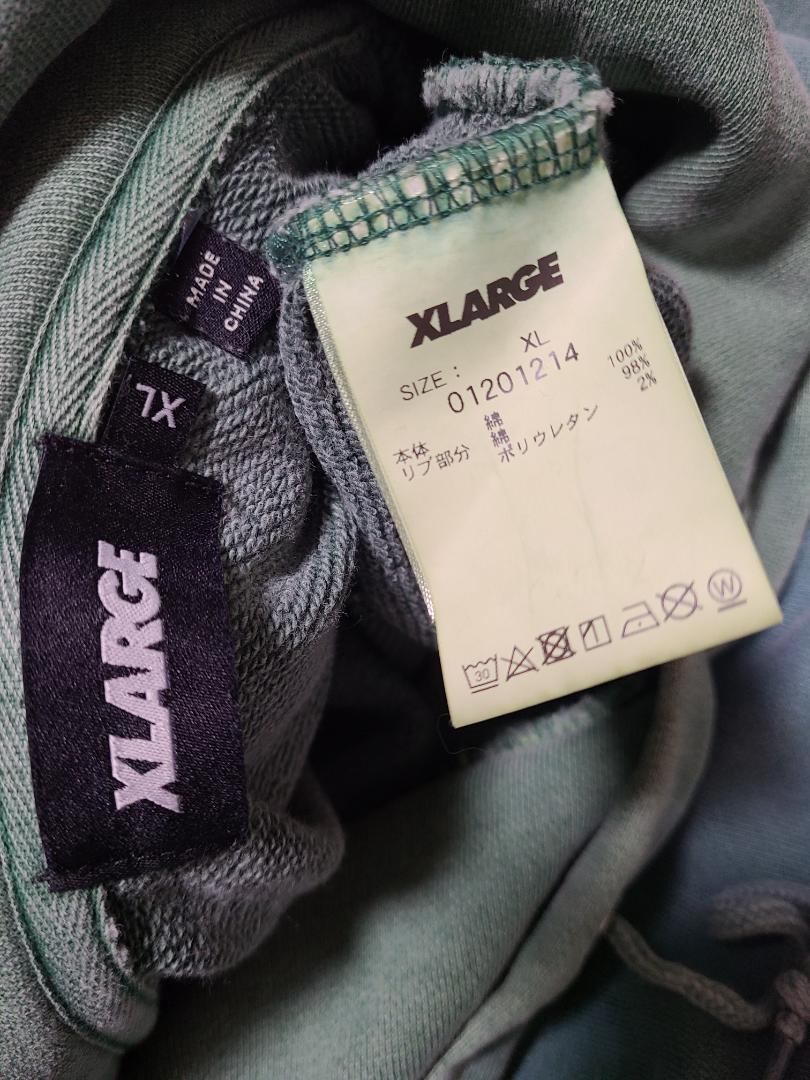 MADE
IN
CHINA
XL
XLARGE
XLARGE
SIZE : XL
01201214
本体 綿 100%
リブ部分 綿 98%
ポリウレタン 2%
30
W